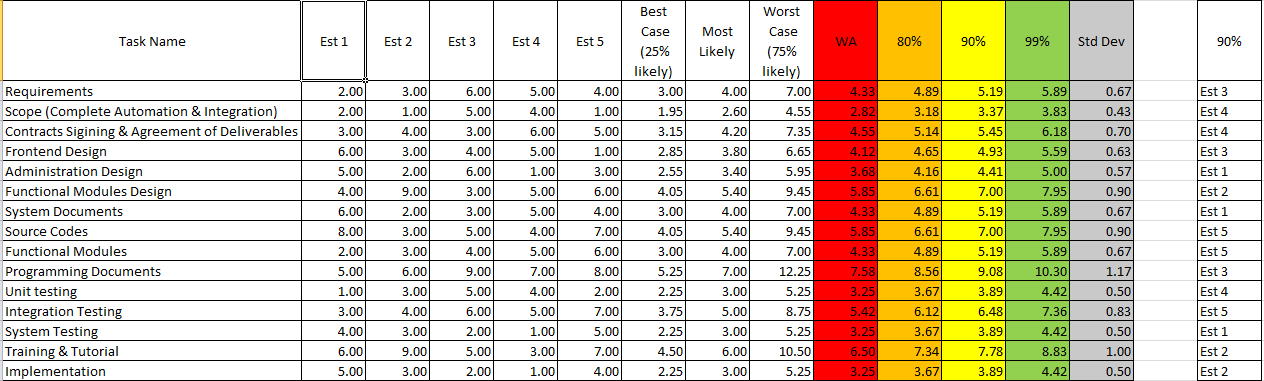 Task Name Est 1 Est 2 Est 3 Est 4 Est 5 Best Case (25% likely) Most Likely Worst Case (75% likely) WA 80% 90% 99% Std Dev 90%
Requirements 2.00 3.00 6.00 5.00 4.00 3.00 4.00 7.00 4.33 4.89 5.19 5.89 0.67 Est 3
Scope (Complete Automation & Integration) 2.00 1.00 5.00 4.00 1.00 1.95 2.60 4.55 2.82 3.18 3.37 3.83 0.43 Est 4
Contracts Sigining & Agreement of Deliverables 3.00 4.00 3.00 6.00 5.00 3.15 4.20 7.35 4.55 5.14 5.45 6.18 0.70 Est 4
Frontend Design 6.00 3.00 4.00 5.00 1.00 2.85 3.80 6.65 4.12 4.65 4.93 5.59 0.63 Est 3
Administration Design 5.00 2.00 6.00 1.00 3.00 2.55 3.40 5.95 3.68 4.16 4.41 5.00 0.57 Est 1
Functional Modules Design 4.00 9.00 3.00 5.00 6.00 4.05 5.40 9.45 5.85 6.61 7.00 7.95 0.90 Est 2
System Documents 6.00 2.00 3.00 5.00 4.00 3.00 4.00 7.00 4.33 4.89 5.19 5.89 0.67 Est 1
Source Codes 8.00 3.00 5.00 4.00 7.00 4.05 5.40 9.45 5.85 6.61 7.00 7.95 0.90 Est 5
Functional Modules 2.00 3.00 4.00 5.00 6.00 3.00 4.00 7.00 4.33 4.89 5.19 5.89 0.67 Est 5
Programming Documents 5.00 6.00 9.00 7.00 8.00 5.25 7.00 12.25 7.58 8.56 9.08 10.30 1.17 Est 3
Unit testing 1.00 3.00 5.00 4.00 2.00 2.25 3.00 5.25 3.25 3.67 3.89 4.42 0.50 Est 4
Integration Testing 3.00 4.00 6.00 5.00 7.00 3.75 5.00 8.75 5.42 6.12 6.48 7.36 0.83 Est 5
System Testing 4.00 3.00 2.00 1.00 5.00 2.25 3.00 5.25 3.25 3.67 3.89 4.42 0.50 Est 1
Training & Tutorial 6.00 9.00 5.00 3.00 7.00 4.50 6.00 10.50 6.50 7.34 7.78 8.83 1.00 Est 2
Implementation 5.00 3.00 2.00 1.00 4.00 2.25 3.00 5.25 3.25 3.67 3.89 4.42 0.50 Est 2